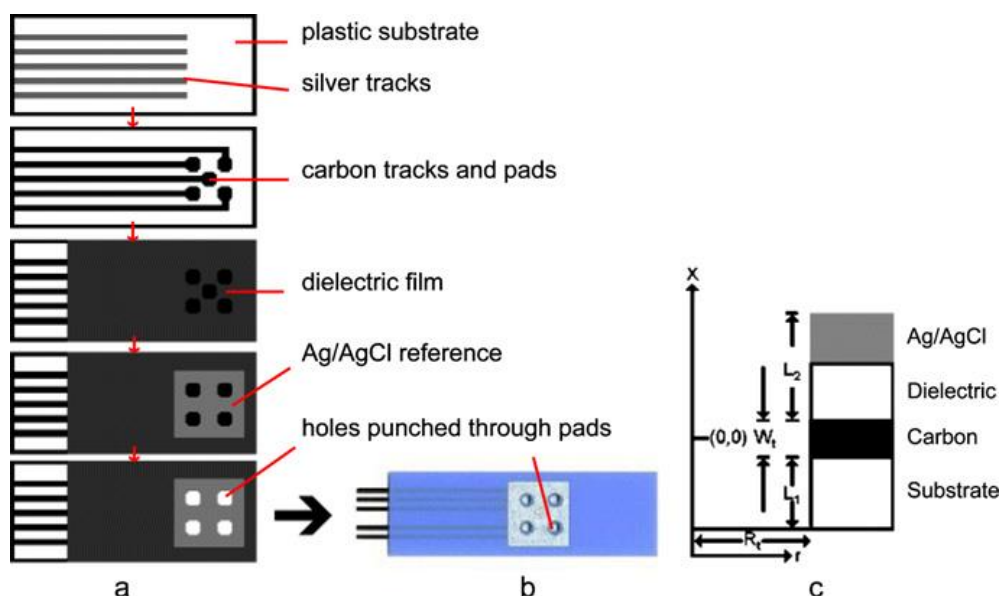 plastic substrate
silver tracks
carbon tracks and pads
dielectric film
Ag/AgCl reference
holes punched through pads
a
b
x
Ag/AgCl
L2
Dielectric
(0,0) Wt
Carbon
L1
Substrate
Rt
r
c